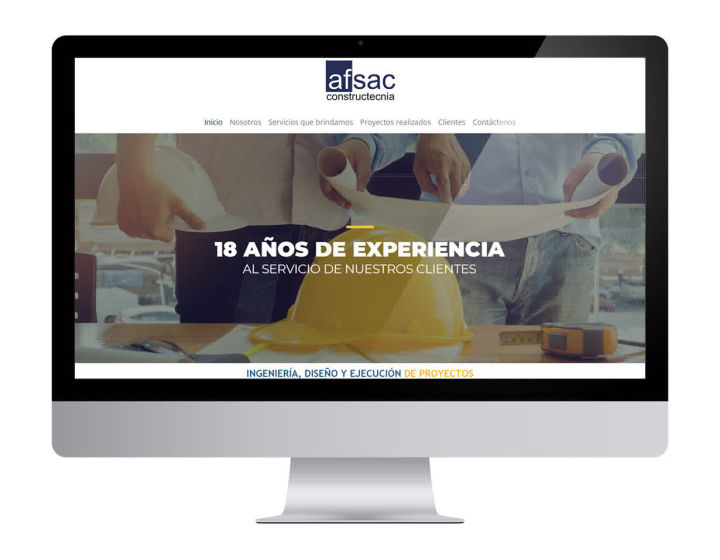 afsac
constructecnia
Inicio Nosotros Servicios que brindamos Proyectos realizados Clientes Contáctenos
18 AÑOS DE EXPERIENCIA
AL SERVICIO DE NUESTROS CLIENTES
INGENIERÍA, DISEÑO Y EJECUCIÓN DE PROYECTOS